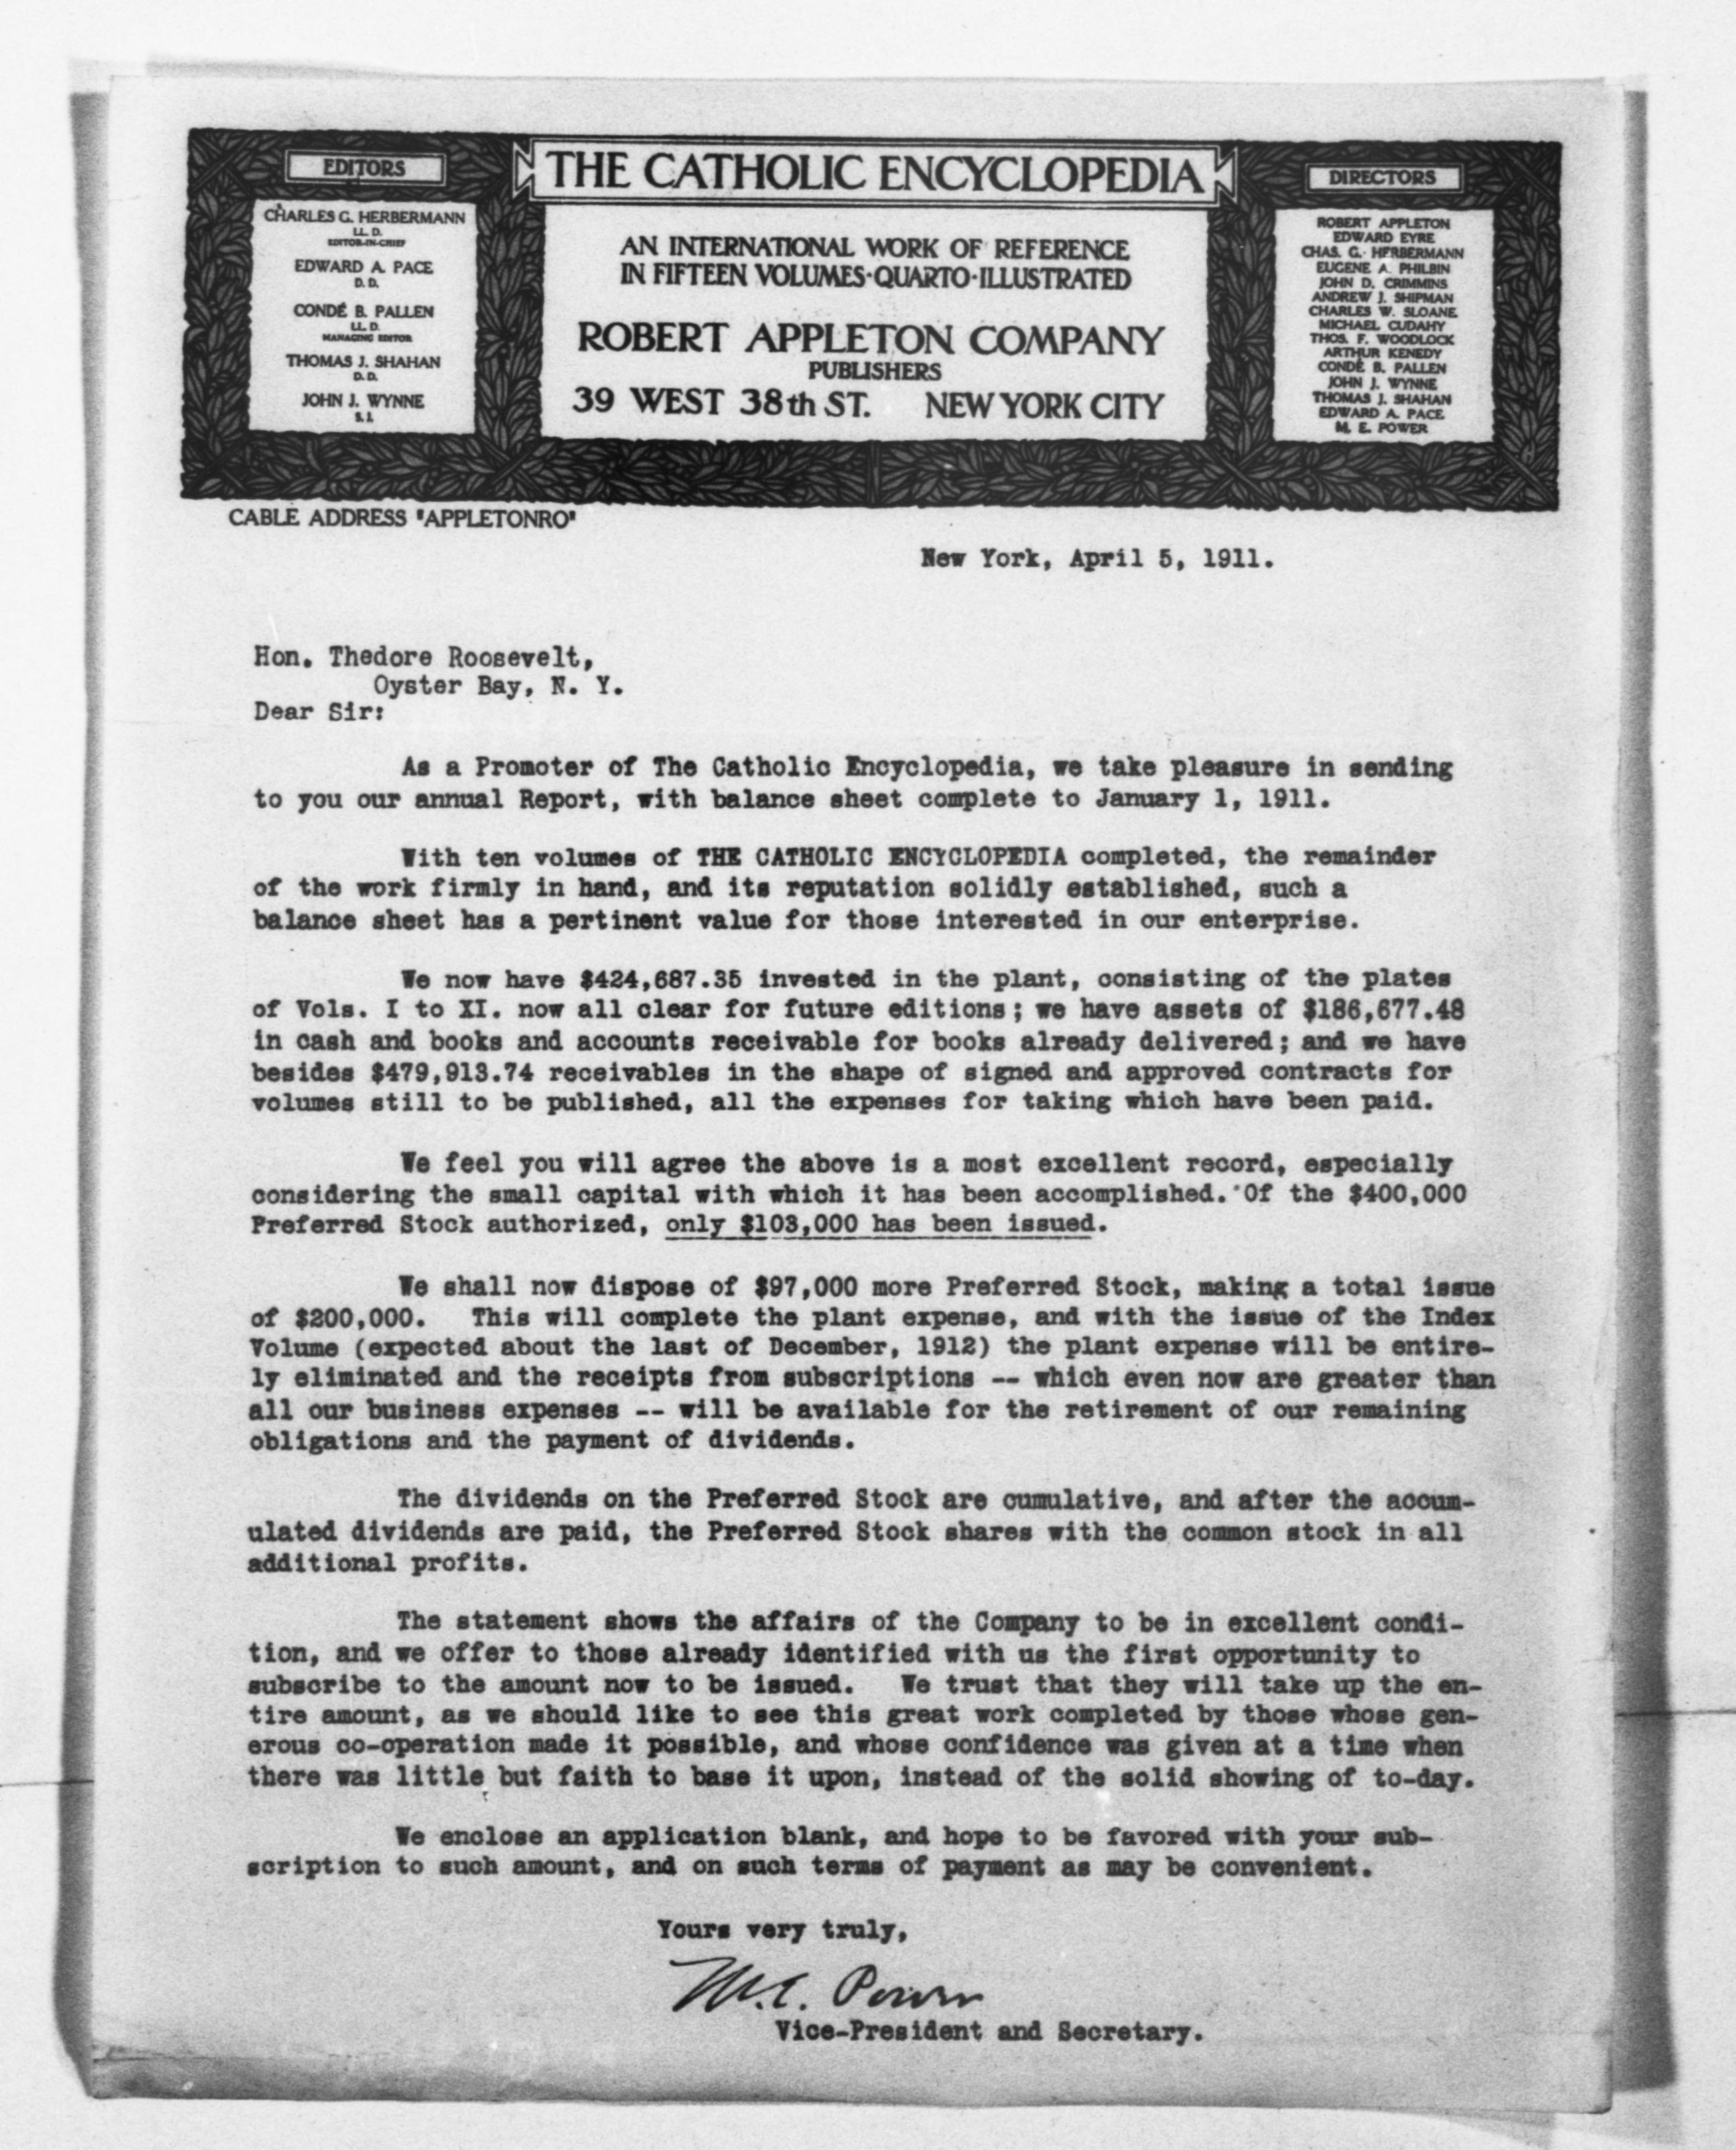 EDITORS
CHARLES G. HERBERMANN
LL. D.
EDITOR-IN-CHIEF
EDWARD A. PACE
D. D.
CONDÉ B. PALLEN
LL. D.
MANAGING EDITOR
THOMAS J. SHAHAN
D. D.
JOHN J. WYNNE
S. J.
THE CATHOLIC ENCYCLOPEDIA
AN INTERNATIONAL WORK OF REFERENCE
IN FIFTEEN VOLUMES·QUARTO·ILLUSTRATED
ROBERT APPLETON COMPANY
PUBLISHERS
39 WEST 38th ST. NEW YORK CITY
DIRECTORS
ROBERT APPLETON
EDWARD EYRE
CHAS. G. HERBERMANN
EUGENE A. PHILBIN
JOHN D. CRIMMINS
ANDREW J. SHIPMAN
CHARLES W. SLOANE
MICHAEL CUDAHY
THOS. F. WOODLOCK
ARTHUR KENEDY
CONDÉ B. PALLEN
JOHN J. WYNNE
THOMAS J. SHAHAN
EDWARD A. PACE
M. E. POWER
CABLE ADDRESS "APPLETONRO"
New York, April 5, 1911.
Hon. Thedore Roosevelt,
Oyster Bay, N. Y.
Dear Sir:
As a Promoter of The Catholic Encyclopedia, we take pleasure in sending
to you our annual Report, with balance sheet complete to January 1, 1911.
With ten volumes of THE CATHOLIC ENCYCLOPEDIA completed, the remainder
of the work firmly in hand, and its reputation solidly established, such a
balance sheet has a pertinent value for those interested in our enterprise.
We now have $424,687.35 invested in the plant, consisting of the plates
of Vols. I to XI. now all clear for future editions; we have assets of $186,677.48
in cash and books and accounts receivable for books already delivered; and we have
besides $479,913.74 receivables in the shape of signed and approved contracts for
volumes still to be published, all the expenses for taking which have been paid.
We feel you will agree the above is a most excellent record, especially
considering the small capital with which it has been accomplished. Of the $400,000
Preferred Stock authorized, only $103,000 has been issued.
We shall now dispose of $97,000 more Preferred Stock, making a total issue
of $200,000. This will complete the plant expense, and with the issue of the Index
Volume (expected about the last of December, 1912) the plant expense will be entire-
ly eliminated and the receipts from subscriptions -- which even now are greater than
all our business expenses -- will be available for the retirement of our remaining
obligations and the payment of dividends.
The dividends on the Preferred Stock are cumulative, and after the accum-
ulated dividends are paid, the Preferred Stock shares with the common stock in all
additional profits.
The statement shows the affairs of the Company to be in excellent condi-
tion, and we offer to those already identified with us the first opportunity to
subscribe to the amount now to be issued. We trust that they will take up the en-
tire amount, as we should like to see this great work completed by those whose gen-
erous co-operation made it possible, and whose confidence was given at a time when
there was little but faith to base it upon, instead of the solid showing of to-day.
We enclose an application blank, and hope to be favored with your sub-
scription to such amount, and on such terms of payment as may be convenient.
Yours very truly,
M.E. Power
Vice-President and Secretary.